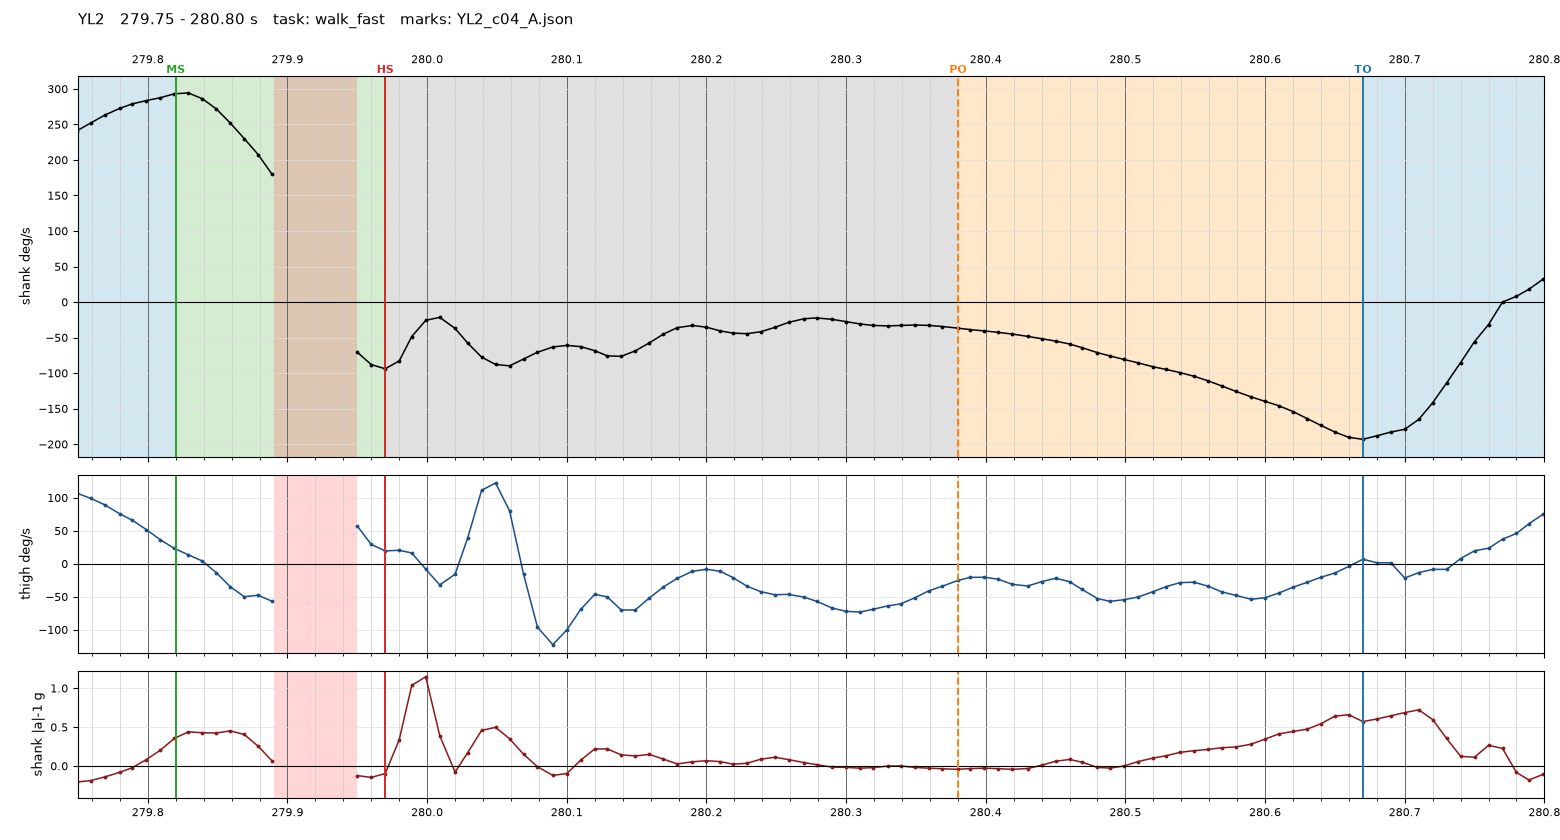 YL2   279.75 - 280.80 s   task: walk_fast   marks: YL2_c04_A.json
279.8 279.9 280.0 280.1 280.2 280.3 280.4 280.5 280.6 280.7 280.8
MS HS PO TO
300
250
200
150
100
50
0
−50
−100
−150
−200
shank deg/s
100
50
0
−50
−100
thigh deg/s
1.0
0.5
0.0
shank |a|-1 g
279.8 279.9 280.0 280.1 280.2 280.3 280.4 280.5 280.6 280.7 280.8